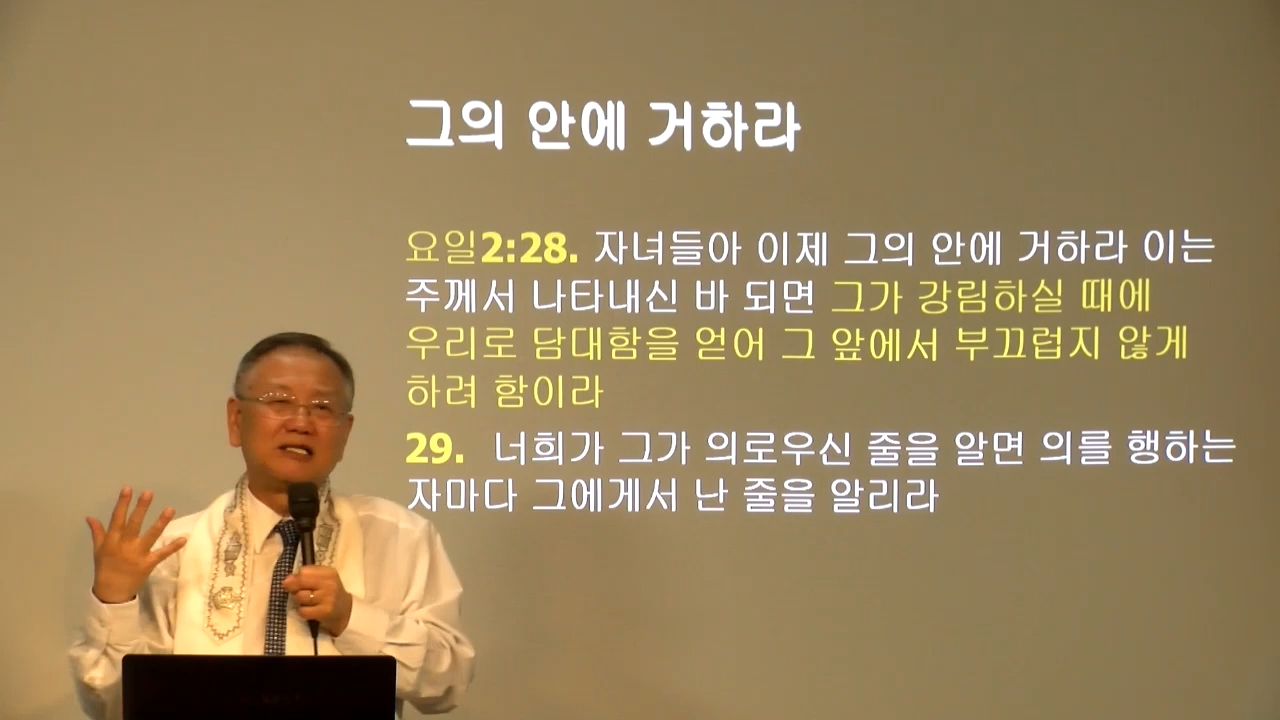 그의 안에 거하라
요일2:28. 자녀들아 이제 그의 안에 거하라 이는
주께서 나타내신 바 되면 그가 강림하실 때에
우리로 담대함을 얻어 그 앞에서 부끄럽지 않게
하려 함이라
29. 너희가 그가 의로우신 줄을 알면 의를 행하는
자마다 그에게서 난 줄을 알리라